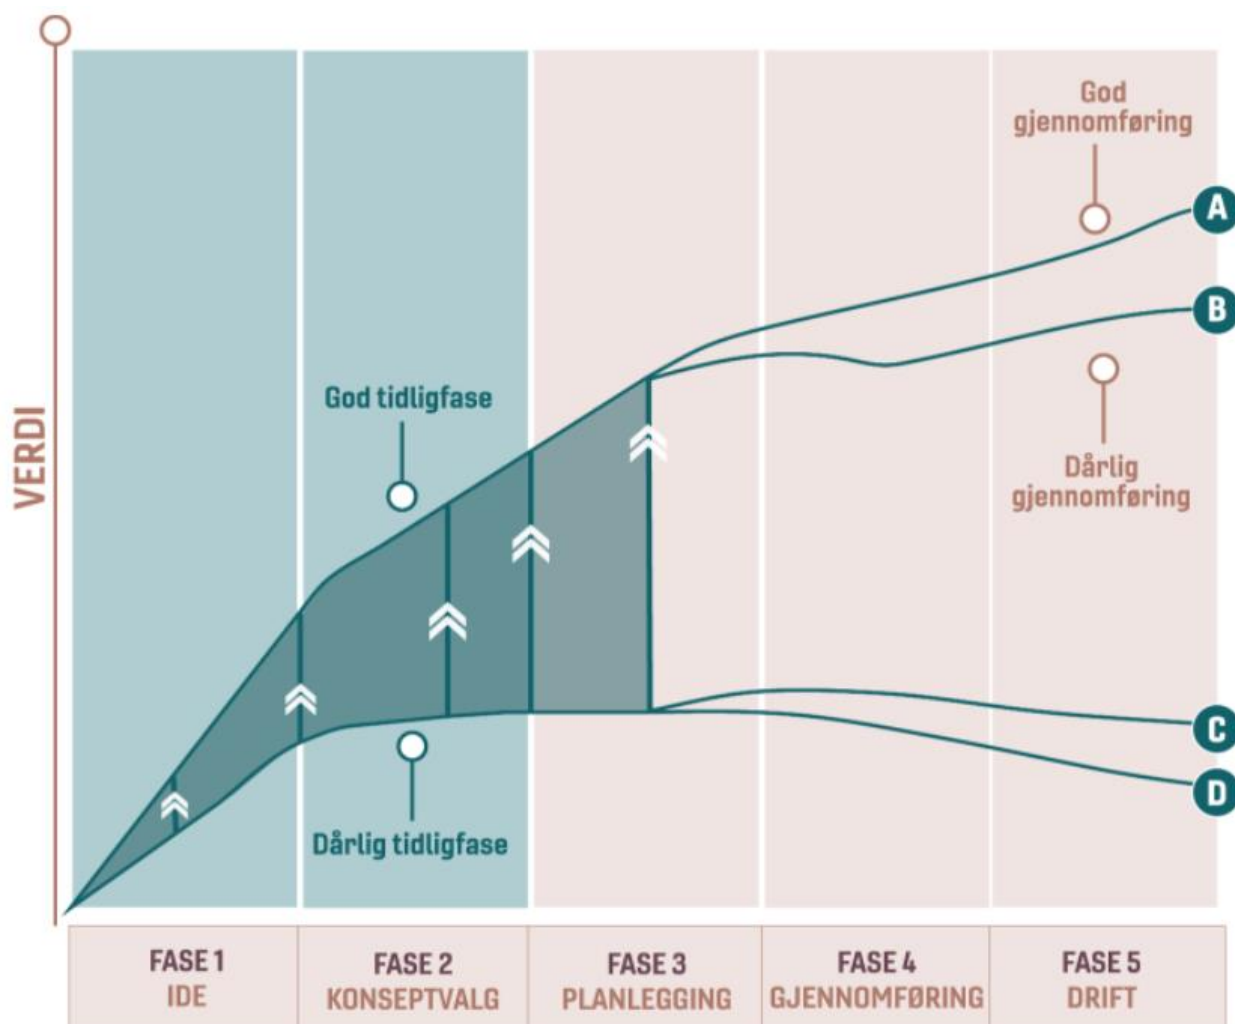 God
gjennomføring
A
B
God tidligfase
VERDI
Dårlig
gjennomføring
C
D
Dårlig tidligfase
FASE 1
IDE
FASE 2
KONSEPTVALG
FASE 3
PLANLEGGING
FASE 4
GJENNOMFØRING
FASE 5
DRIFT